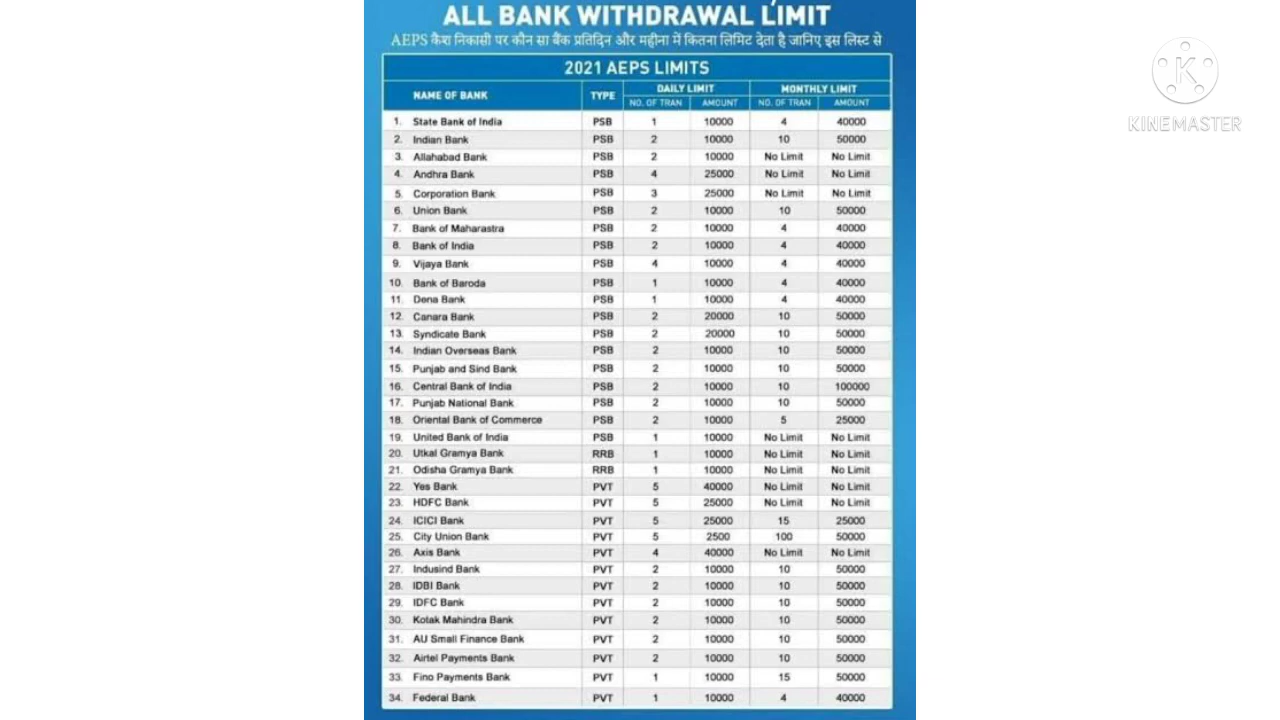 ALL BANK WITHDRAWAL LIMIT
AEPS कैश निकासी पर कौन सा बैंक प्रतिदिन और महीना में कितना लिमिट देता है जानिए इस लिस्ट से
2021 AEPS LIMITS
NAME OF BANK TYPE DAILY LIMIT MONTHLY LIMIT
NO. OF TRAN AMOUNT NO. OF TRAN AMOUNT
1. State Bank of India PSB 1 10000 4 40000
2. Indian Bank PSB 2 10000 10 50000
3. Allahabad Bank PSB 2 10000 No Limit No Limit
4. Andhra Bank PSB 4 25000 No Limit No Limit
5. Corporation Bank PSB 3 25000 No Limit No Limit
6. Union Bank PSB 2 10000 10 50000
7. Bank of Maharastra PSB 2 10000 4 40000
8. Bank of India PSB 2 10000 4 40000
9. Vijaya Bank PSB 4 10000 4 40000
10. Bank of Baroda PSB 1 10000 4 40000
11. Dena Bank PSB 1 10000 4 40000
12. Canara Bank PSB 2 20000 10 50000
13. Syndicate Bank PSB 2 20000 10 50000
14. Indian Overseas Bank PSB 2 10000 10 50000
15. Punjab and Sind Bank PSB 2 10000 10 50000
16. Central Bank of India PSB 2 10000 10 100000
17. Punjab National Bank PSB 2 10000 10 50000
18. Oriental Bank of Commerce PSB 2 10000 5 25000
19. United Bank of India PSB 1 10000 No Limit No Limit
20. Utkal Gramya Bank RRB 1 10000 No Limit No Limit
21. Odisha Gramya Bank RRB 1 10000 No Limit No Limit
22. Yes Bank PVT 5 40000 No Limit No Limit
23. HDFC Bank PVT 5 25000 No Limit No Limit
24. ICICI Bank PVT 5 25000 15 25000
25. City Union Bank PVT 5 2500 100 50000
26. Axis Bank PVT 4 40000 No Limit No Limit
27. Indusind Bank PVT 2 10000 10 50000
28. IDBI Bank PVT 2 10000 10 50000
29. IDFC Bank PVT 2 10000 10 50000
30. Kotak Mahindra Bank PVT 2 10000 10 50000
31. AU Small Finance Bank PVT 2 10000 10 50000
32. Airtel Payments Bank PVT 2 10000 10 50000
33. Fino Payments Bank PVT 1 10000 15 50000
34. Federal Bank PVT 1 10000 4 40000
K
KINEMASTER